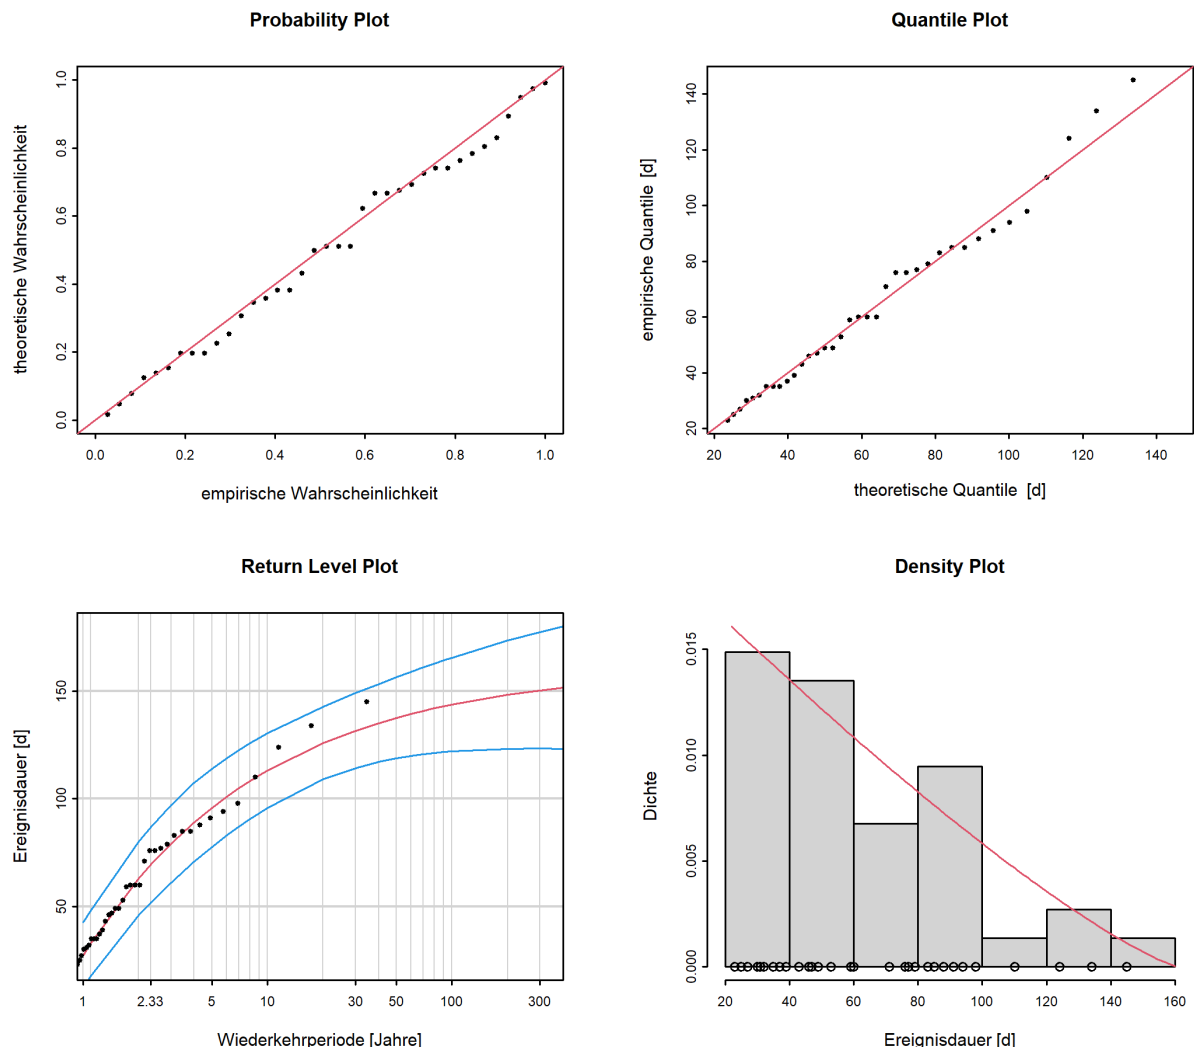 Probability Plot
theoretische Wahrscheinlichkeit
0.0 0.2 0.4 0.6 0.8 1.0
0.0 0.2 0.4 0.6 0.8 1.0
empirische Wahrscheinlichkeit
Quantile Plot
empirische Quantile [d]
20 40 60 80 100 120 140
20 40 60 80 100 120 140
theoretische Quantile [d]
Return Level Plot
Ereignisdauer [d]
50 100 150
1 2.33 5 10 30 50 100 300
Wiederkehrperiode [Jahre]
Density Plot
Dichte
0.000 0.005 0.010 0.015
20 40 60 80 100 120 140 160
Ereignisdauer [d]